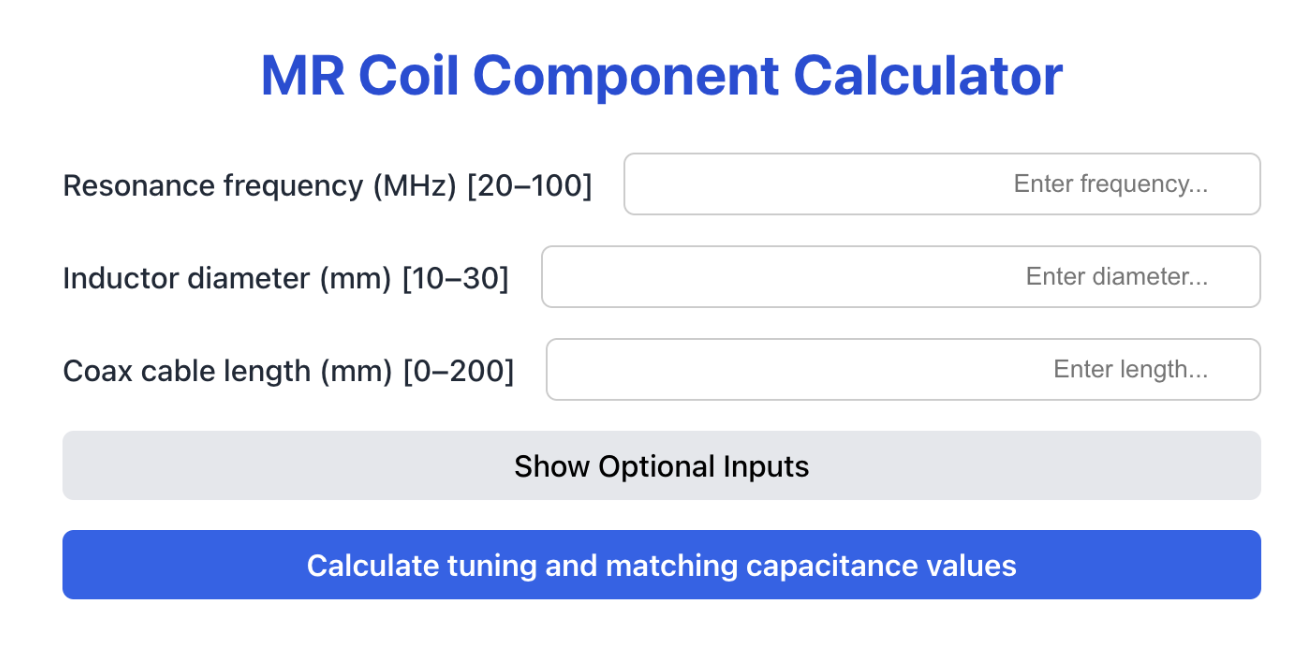 MR Coil Component Calculator
Resonance frequency (MHz) [20–100] Enter frequency...
Inductor diameter (mm) [10–30] Enter diameter...
Coax cable length (mm) [0–200] Enter length...
Show Optional Inputs
Calculate tuning and matching capacitance values